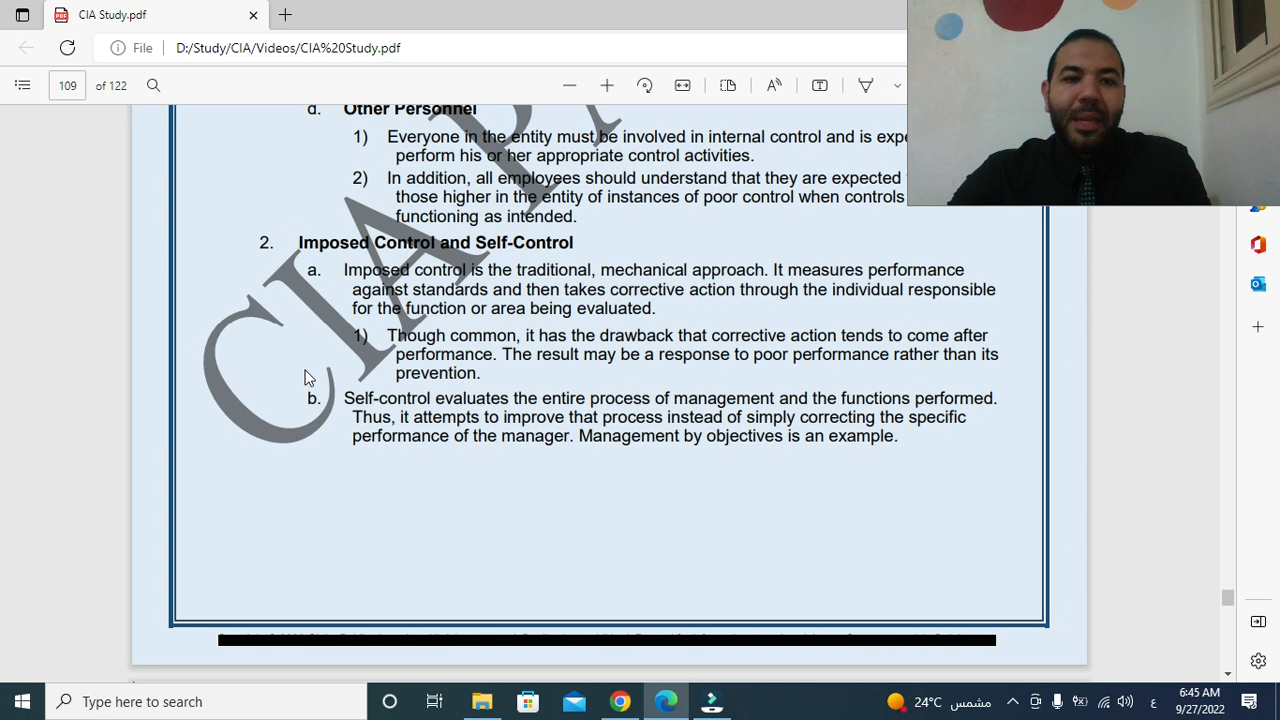 CIA Study.pdf
File
D:/Study/CIA/Videos/CIA%20Study.pdf
109 of 122
d. Other Personnel
1) Everyone in the entity must be involved in internal control and is
perform his or her appropriate control activities.
2) In addition, all employees should understand that they are expected
those higher in the entity of instances of poor control when controls
functioning as intended.
2. Imposed Control and Self-Control
a. Imposed control is the traditional, mechanical approach. It measures performance
against standards and then takes corrective action through the individual responsible
for the function or area being evaluated.
1) Though common, it has the drawback that corrective action tends to come after
performance. The result may be a response to poor performance rather than its
prevention.
b. Self-control evaluates the entire process of management and the functions performed.
Thus, it attempts to improve that process instead of simply correcting the specific
performance of the manager. Management by objectives is an example.
CIA
Type here to search
24°C مشمس
ع
6:45 AM
9/27/2022